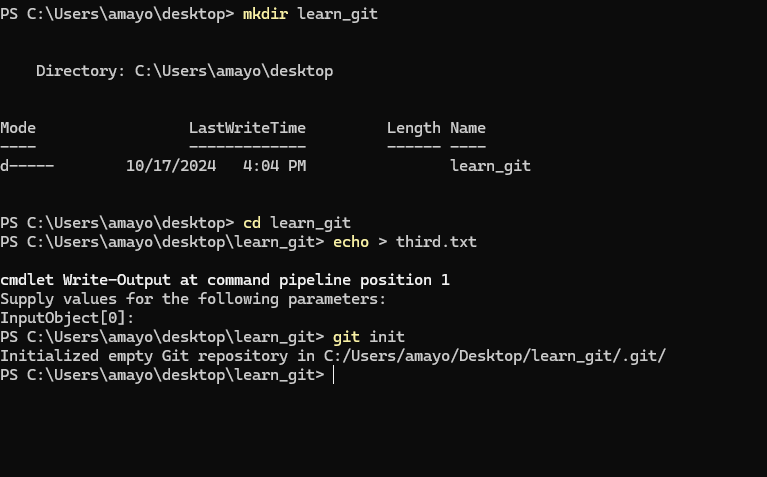 PS C:\Users\amayo\desktop> mkdir learn_git
Directory: C:\Users\amayo\desktop
Mode LastWriteTime Length Name
---- ------------- ------ ----
d----- 10/17/2024 4:04 PM learn_git
PS C:\Users\amayo\desktop> cd learn_git
PS C:\Users\amayo\desktop\learn_git> echo > third.txt
cmdlet Write-Output at command pipeline position 1
Supply values for the following parameters:
InputObject[0]:
PS C:\Users\amayo\desktop\learn_git> git init
Initialized empty Git repository in C:/Users/amayo/Desktop/learn_git/.git/
PS C:\Users\amayo\desktop\learn_git>